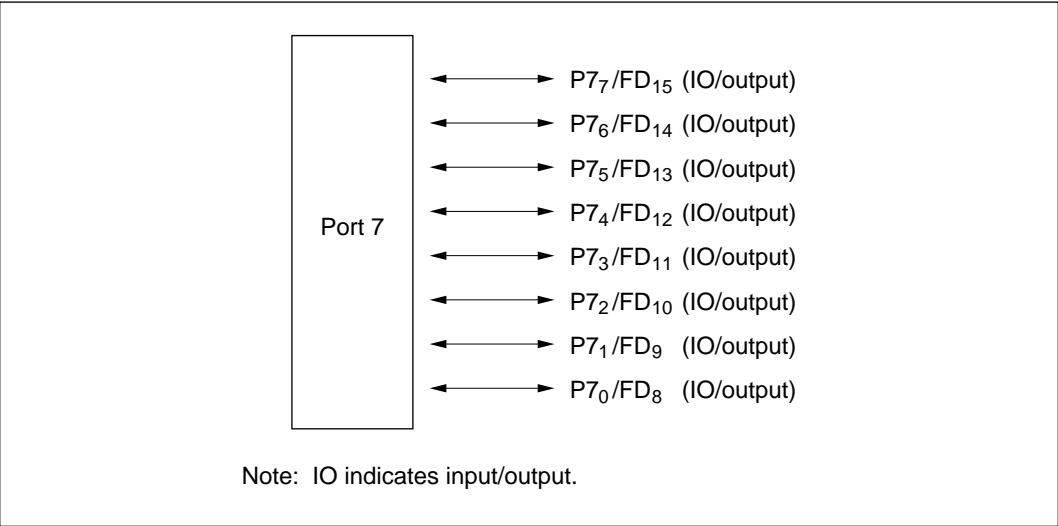 P7₇/FD₁₅ (IO/output)
P7₆/FD₁₄ (IO/output)
P7₅/FD₁₃ (IO/output)
P7₄/FD₁₂ (IO/output)
Port 7
P7₃/FD₁₁ (IO/output)
P7₂/FD₁₀ (IO/output)
P7₁/FD₉ (IO/output)
P7₀/FD₈ (IO/output)
Note: IO indicates input/output.